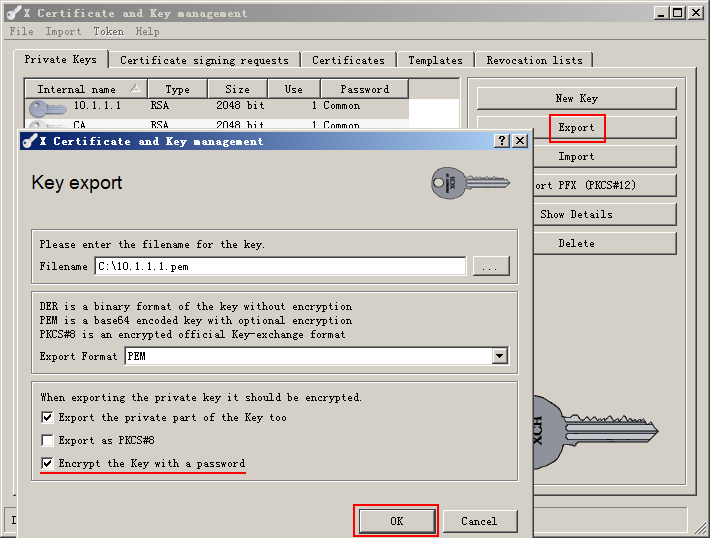 X Certificate and Key management
File Import Token Help
Private Keys Certificate signing requests Certificates Templates Revocation lists
Internal name Type Size Use Password
10.1.1.1 RSA 2048 bit 1 Common
CA RSA 2048 bit 1 Common
New Key
Export
Import
ort PFX (PKCS#12)
Show Details
Delete
X Certificate and Key management
Key export
XCH
Please enter the filename for the key.
Filename C:\10.1.1.1.pem ...
DER is a binary format of the key without encryption
PEM is a base64 encoded key with optional encryption
PKCS#8 is an encrypted official Key-exchange format
Export Format PEM
When exporting the private key it should be encrypted.
Export the private part of the Key too
Export as PKCS#8
Encrypt the Key with a password
XCH
OK Cancel